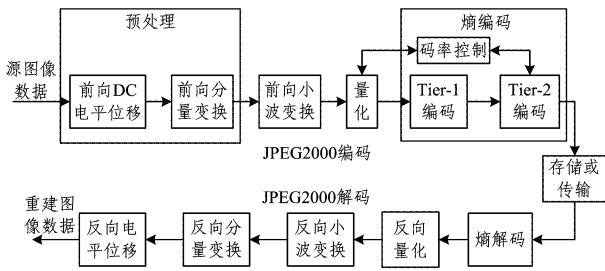 预处理
熵编码
源图像
数据
前向DC
电平位移
前向分
量变换
前向小
波变换
量
化
码率控制
Tier-1
编码
Tier-2
编码
JPEG2000编码
存储或
传输
JPEG2000解码
重建图
像数据
反向电
平位移
反向分
量变换
反向小
波变换
反向
量化
熵解码